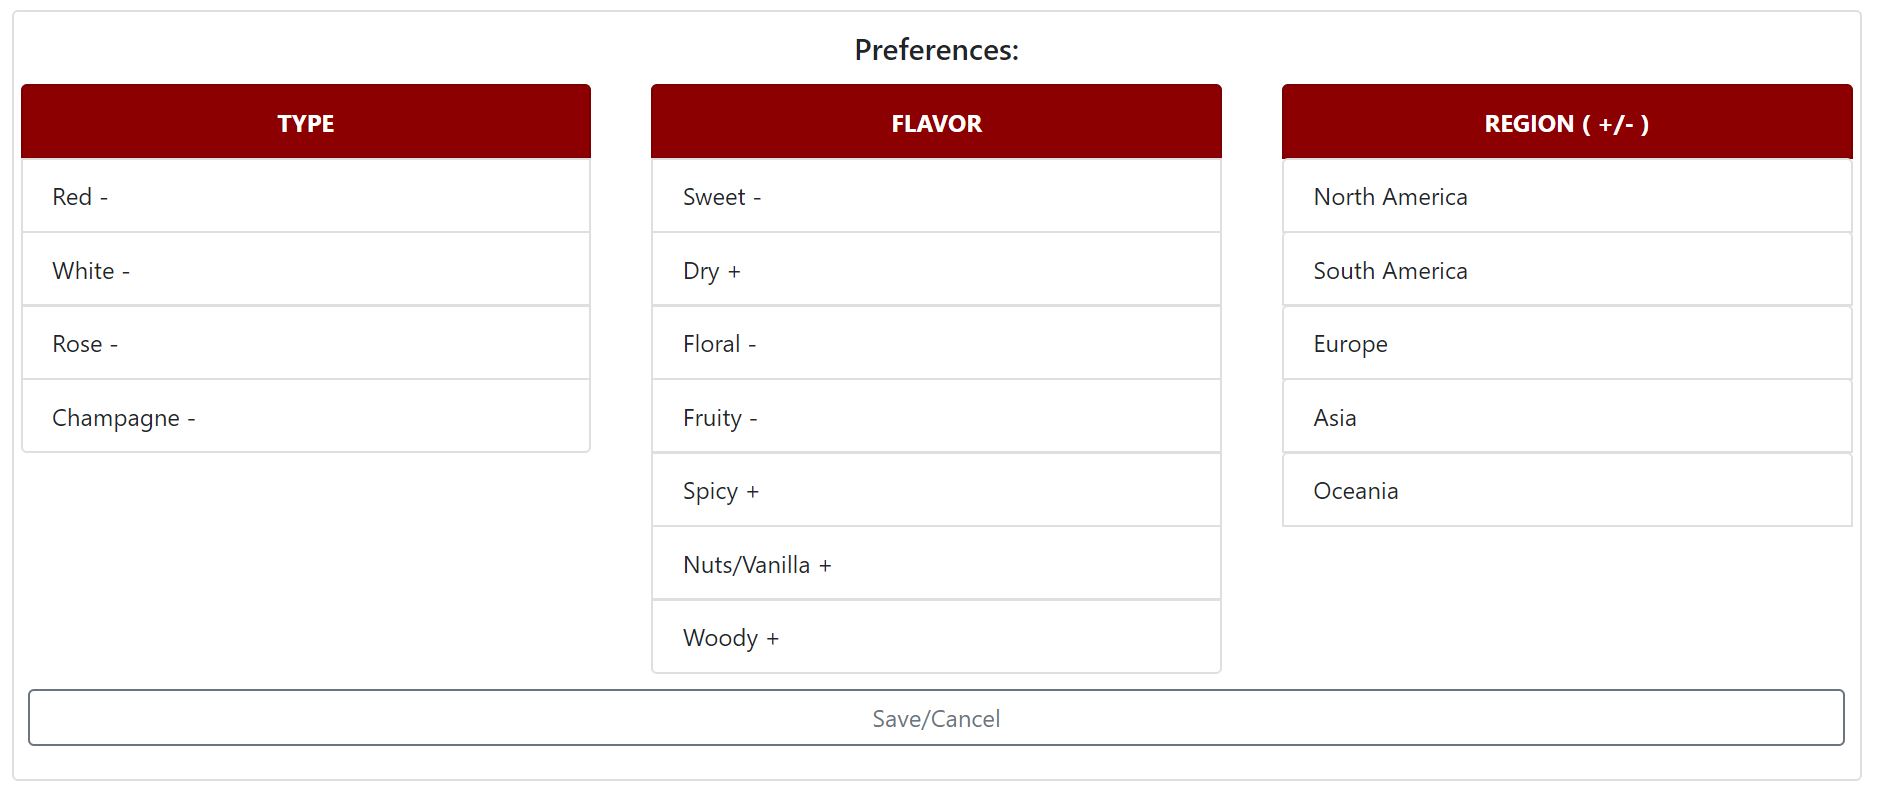 Preferences:
TYPE
Red -
White -
Rose -
Champagne -
FLAVOR
Sweet -
Dry +
Floral -
Fruity -
Spicy +
Nuts/Vanilla +
Woody +
REGION ( +/- )
North America
South America
Europe
Asia
Oceania
Save/Cancel